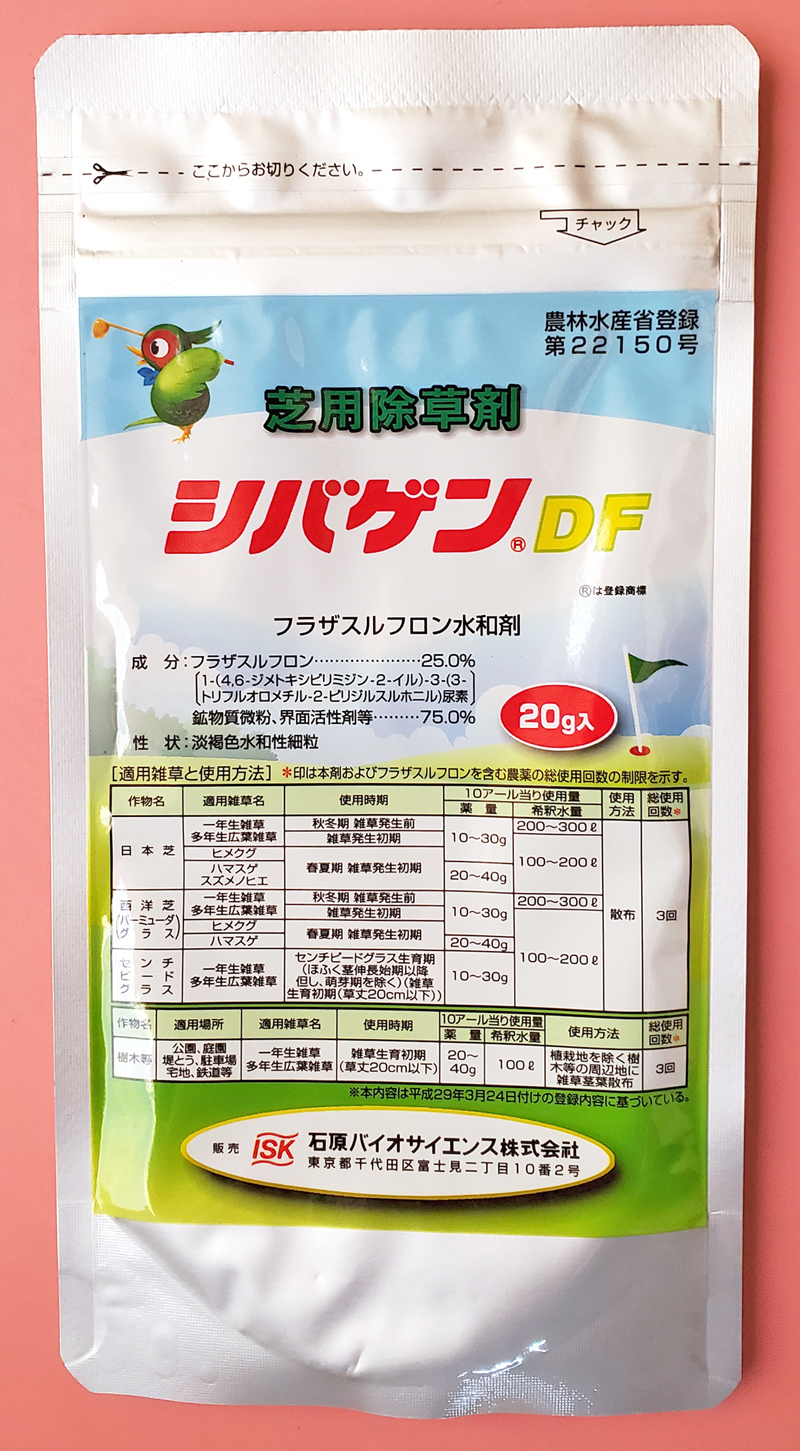 ここからお切りください。
チャック
農林水産省登録
第22150号
芝用除草剤
シバゲン®DF
®は登録商標
フラザスルフロン水和剤
成 分:フラザスルフロン…………………25.0%
1-(4,6-ジメトキシピリミジン-2-イル)-3-(3-
トリフルオロメチル-2-ピリジルスルホニル)尿素
鉱物質微粉、界面活性剤等………75.0%
性 状:淡褐色水和性細粒
20g入
[適用雑草と使用方法] *印は本剤およびフラザスルフロンを含む農薬の総使用回数の制限を示す。
作物名 適用雑草名 使用時期 10アール当り使用量 使用方法 総使用回数*
薬 量 希釈水量
日本芝 一年生雑草 多年生広葉雑草 秋冬期 雑草発生前 10〜30g 200〜300ℓ 散布 3回
雑草発生初期 100〜200ℓ
ヒメクグ 春夏期 雑草発生初期
ハマスゲ スズメノヒエ 20〜40g
西洋芝(バーミューダグラス) 一年生雑草 多年生広葉雑草 秋冬期 雑草発生前 10〜30g 200〜300ℓ
雑草発生初期 100〜200ℓ
ヒメクグ 春夏期 雑草発生初期
ハマスゲ 20〜40g
センチピードグラス 一年生雑草 多年生広葉雑草 センチピードグラス生育期(ほふく茎伸長始期以降但し、萌芽期を除く)(雑草生育初期(草丈20cm以下)) 10〜30g
作物名 適用場所 適用雑草名 使用時期 10アール当り使用量 使用方法 総使用回数*
薬 量 希釈水量
樹木等 公園、庭園 堤とう、駐車場 宅地、鉄道等 一年生雑草 多年生広葉雑草 雑草生育初期(草丈20cm以下) 20〜40g 100ℓ 植栽地を除く樹木等の周辺地に雑草茎葉散布 3回
※本内容は平成29年3月24日付けの登録内容に基づいている。
販売 ISK 石原バイオサイエンス株式会社
東京都千代田区富士見二丁目10番2号